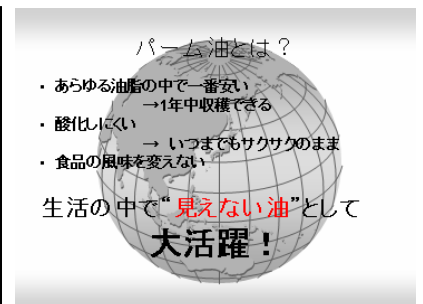 パーム油とは？
・ あらゆる油脂の中で一番安い
→1年中収穫できる
・ 酸化しにくい
→ いつまでもサクサクのまま
・ 食品の風味を変えない
生活の中で“見えない油”として
大活躍！